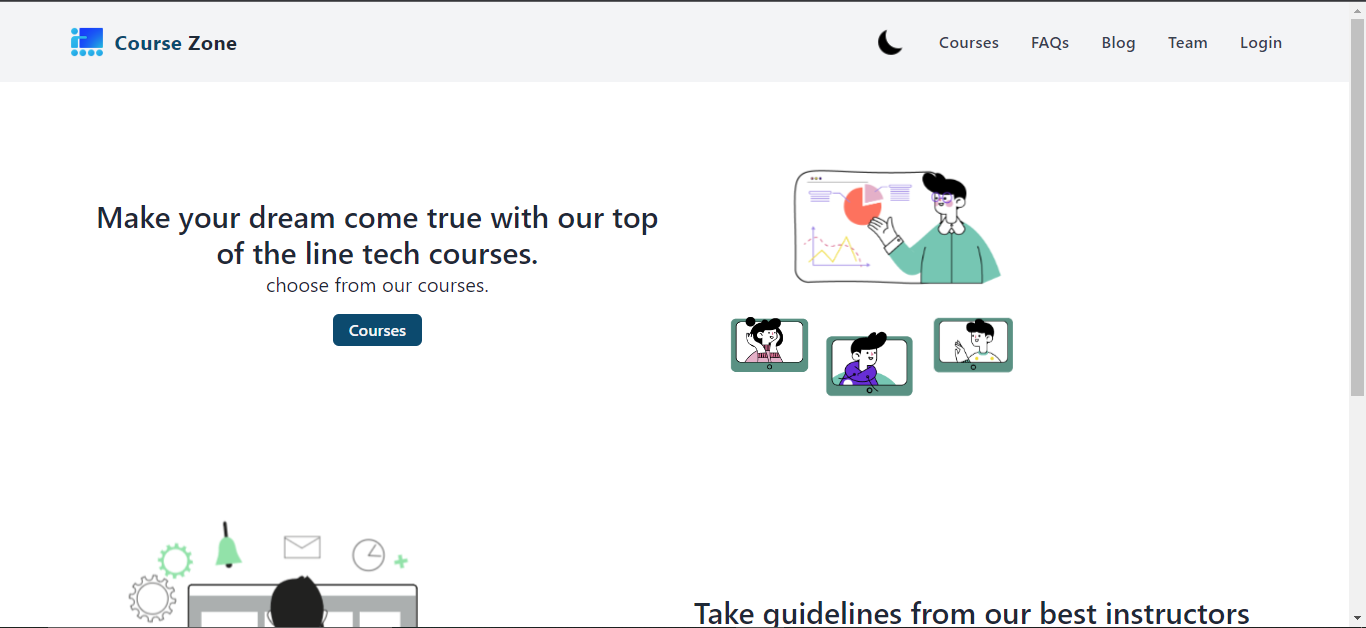 Course Zone
Courses
FAQs
Blog
Team
Login
Make your dream come true with our top
of the line tech courses.
choose from our courses.
Courses
Take guidelines from our best instructors